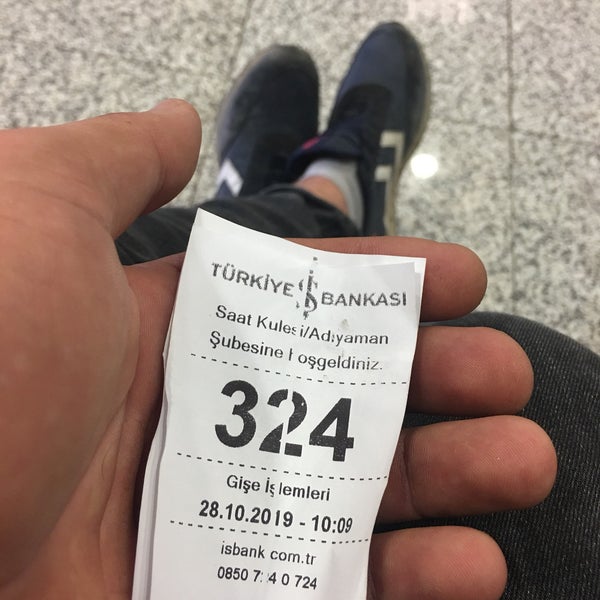 TÜRKİYE İŞ BANKASI
Saat Kulesi/Adıyaman
Şubesine Hoşgeldiniz.
324
Gişe İşlemleri
28.10.2019 - 10:09
isbank.com.tr
0850 724 0 724